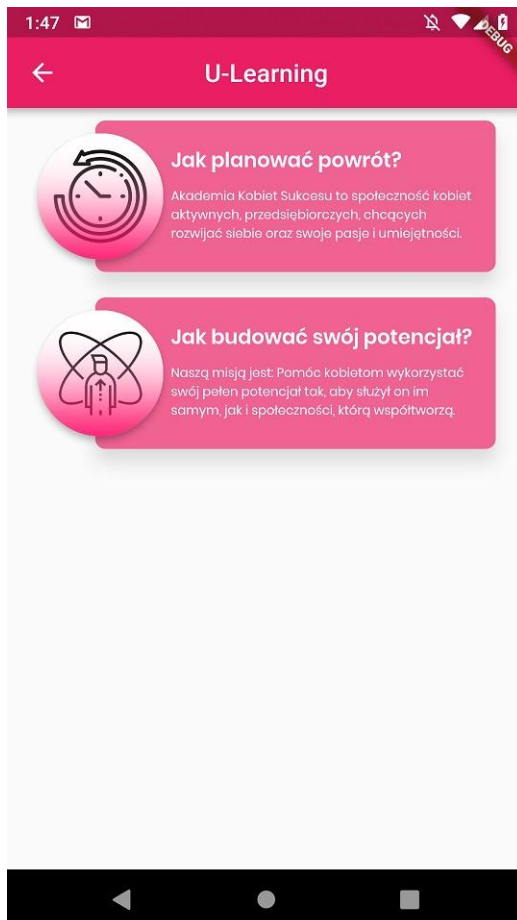 1:47
DEBUG
U-Learning
Jak planować powrót?
Akademia Kobiet Sukcesu to społeczność kobiet
aktywnych, przedsiębiorczych, chcących
rozwijać siebie oraz swoje pasje i umiejętności.
Jak budować swój potencjał?
Naszą misją jest: Pomóc kobietom wykorzystać
swój pełen potencjał tak, aby służył on im
samym, jak i społeczności, którą współtworzą.